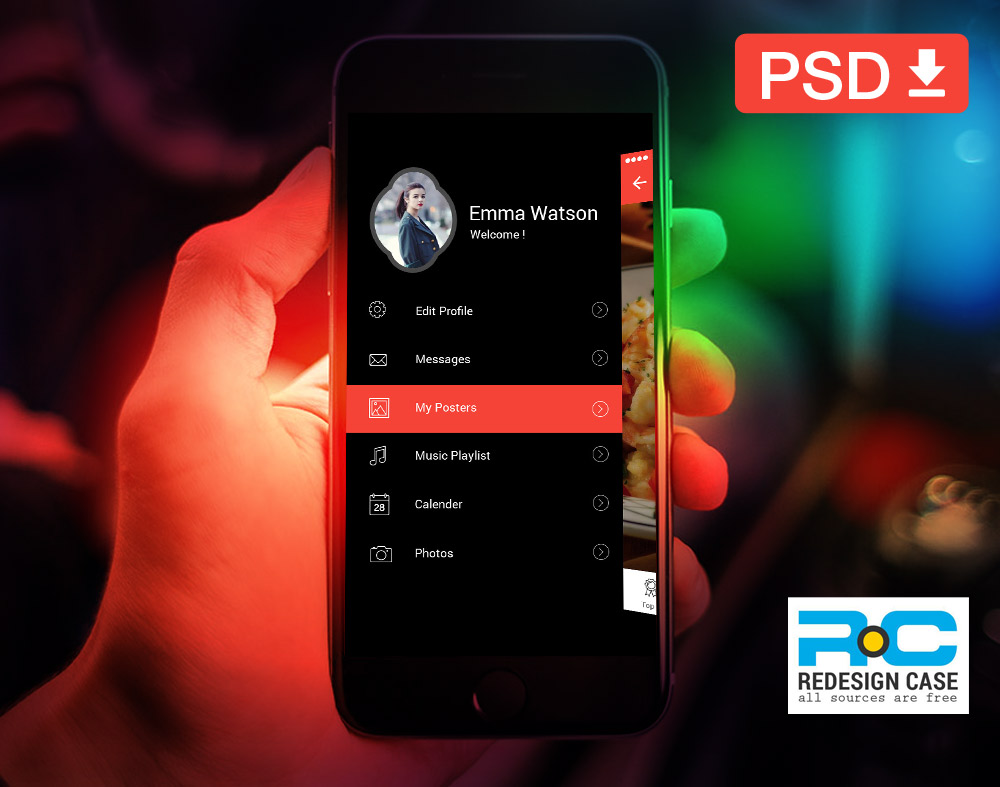 PSD
Emma Watson
Welcome !
Edit Profile
Messages
My Posters
Music Playlist
28
Calender
Photos
Top
RC
REDESIGN CASE
all sources are free